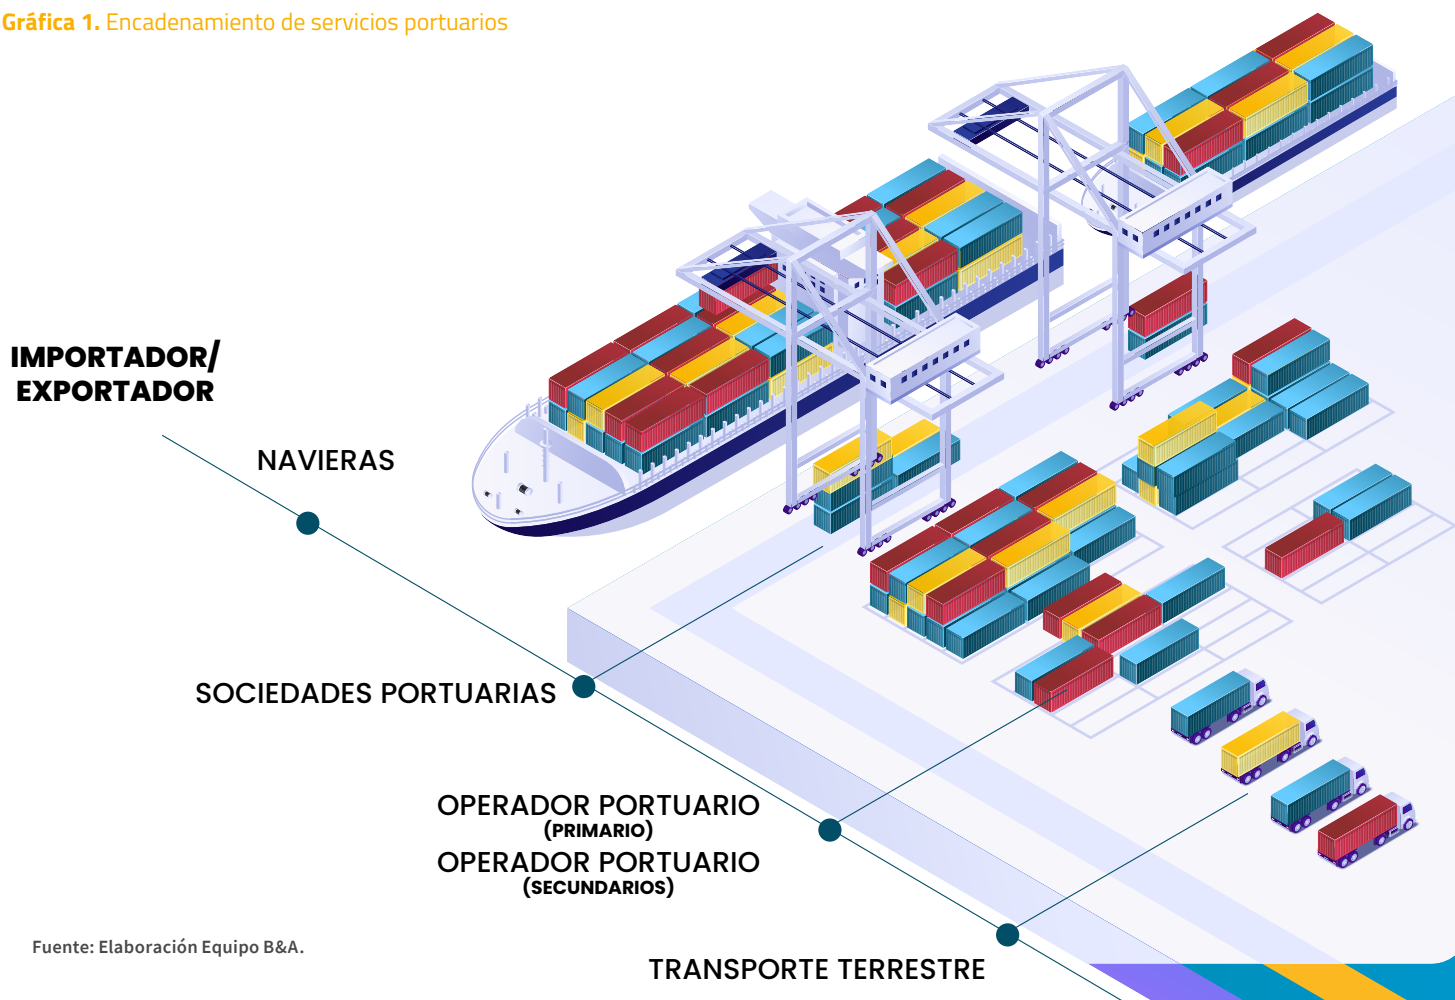 Gráfica 1. Encadenamiento de servicios portuarios
IMPORTADOR/
EXPORTADOR
NAVIERAS
SOCIEDADES PORTUARIAS
OPERADOR PORTUARIO
(PRIMARIO)
OPERADOR PORTUARIO
(SECUNDARIOS)
TRANSPORTE TERRESTRE
Fuente: Elaboración Equipo B&A.